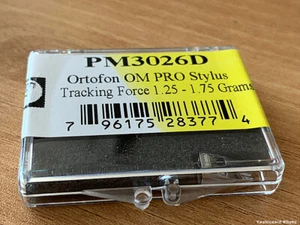 PM3026D
Ortofon OM PRO Stylus
Tracking Force 1.25 - 1.75 Grams
7 96175 28377 4